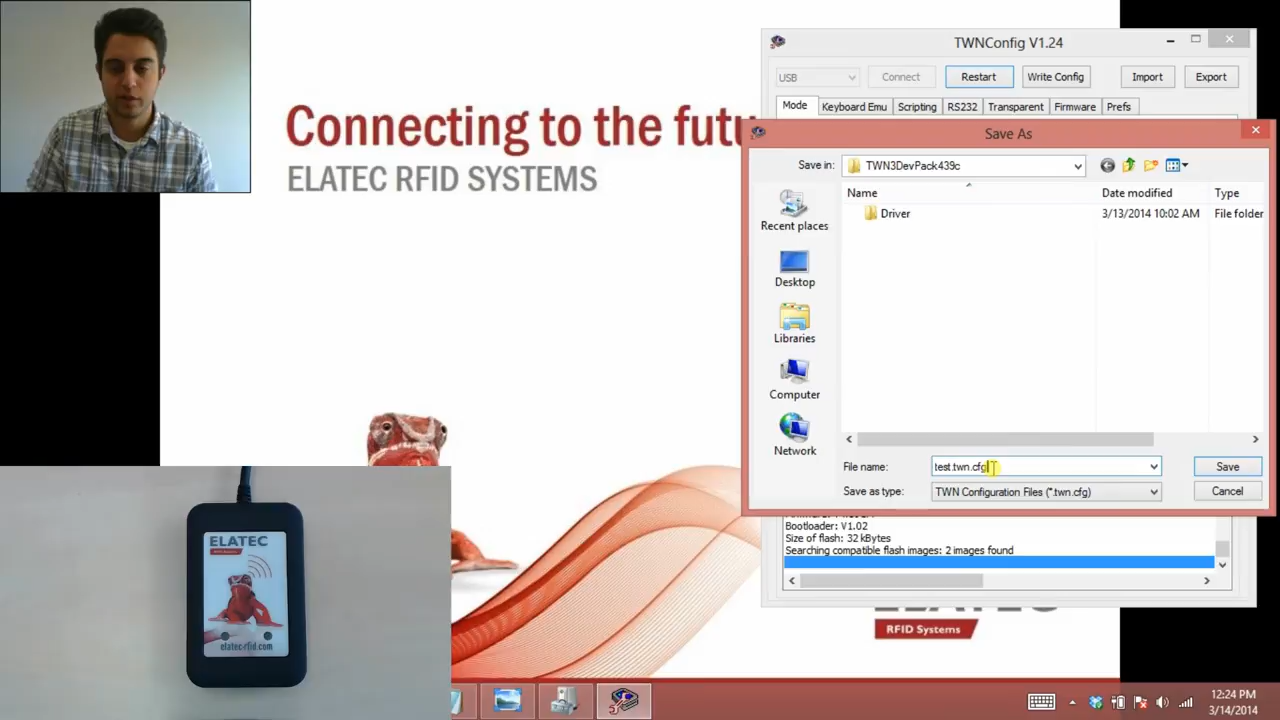 Connecting to the futu
ELATEC RFID SYSTEMS
TWNConfig V1.24
USB
Connect
Restart
Write Config
Import
Export
Mode
Keyboard Emu
Scripting
RS232
Transparent
Firmware
Prefs
Save As
Save in:
TWN3DevPack439c
Name
Date modified
Type
Driver
3/13/2014 10:02 AM
File folder
Recent places
Desktop
Libraries
Computer
Network
File name:
test.twn.cfg
Save
Save as type:
TWN Configuration Files (*.twn.cfg)
Cancel
Bootloader: V1.02
Size of flash: 32 kBytes
Searching compatible flash images: 2 images found
ELATEC
RFID Systems
ELATEC
RFID Systems
elatec-rfid.com
12:24 PM
3/14/2014